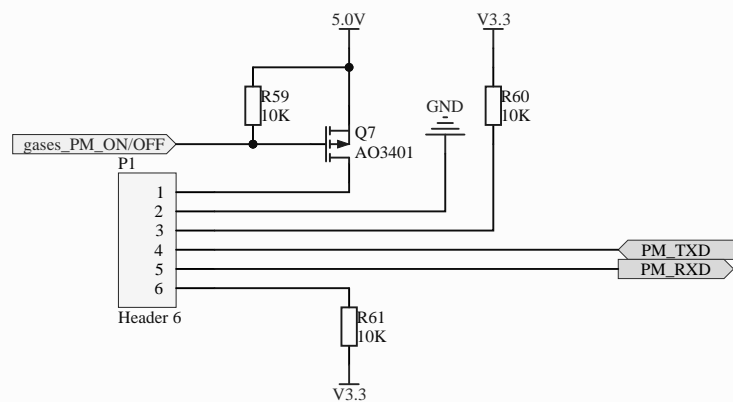 5.0V
V3.3
R59
10K
GND
R60
10K
Q7
AO3401
gases_PM_ON/OFF
P1
1
2
3
4
5
6
PM_TXD
PM_RXD
Header 6
R61
10K
V3.3